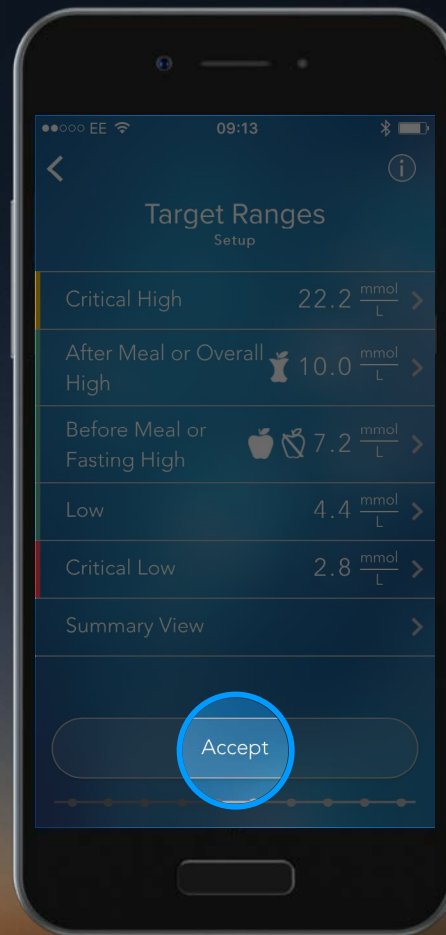 EE 09:13
Target Ranges
Setup
Critical High 22.2 mmol/L
After Meal or Overall High 10.0 mmol/L
Before Meal or Fasting High 7.2 mmol/L
Low 4.4 mmol/L
Critical Low 2.8 mmol/L
Summary View
Accept